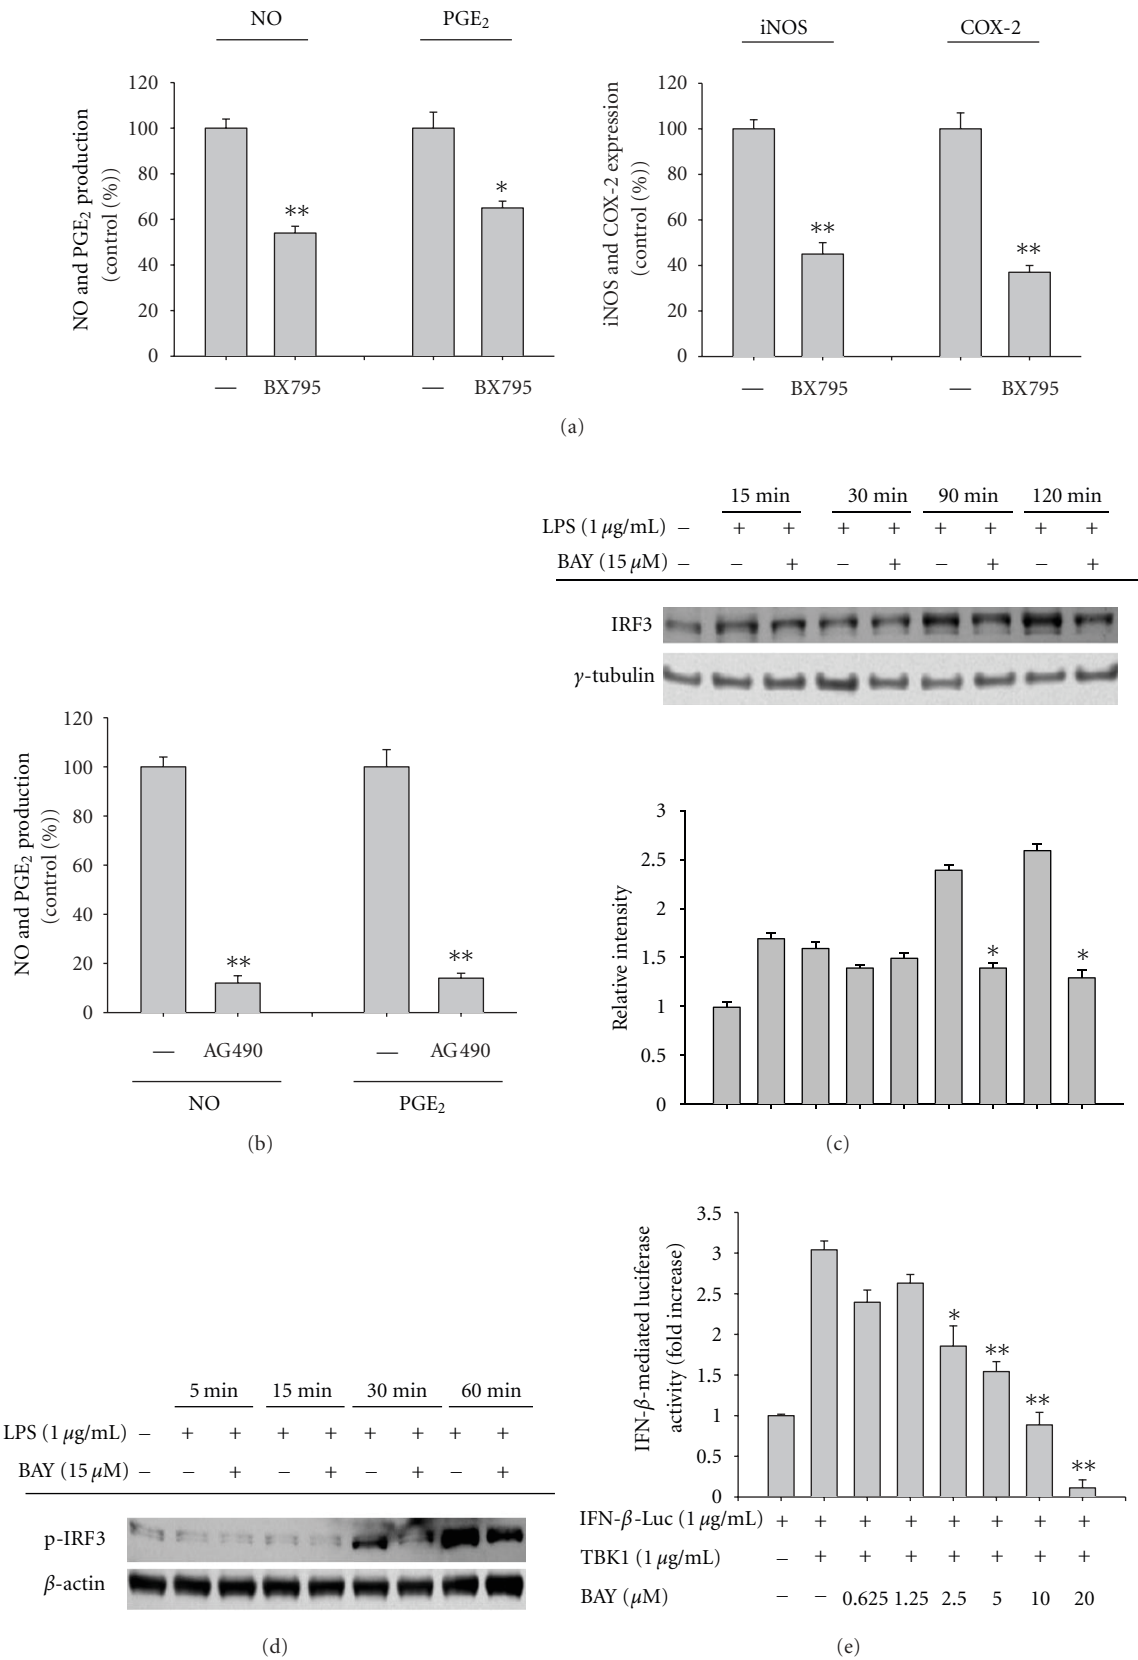 NO PGE₂
NO and PGE₂ production
(control (%))
120
100
80
60
40
20
0
**
*
— BX795 — BX795
iNOS COX-2
iNOS and COX-2 expression
(control (%))
120
100
80
60
40
20
0
**
**
— BX795 — BX795
(a)
NO and PGE₂ production
(control (%))
120
100
80
60
40
20
0
** **
— AG490 — AG490
NO PGE₂
(b)
15 min 30 min 90 min 120 min
LPS (1 μg/mL) − + + + + + + + +
BAY (15 μM) − − + − + − + − +
IRF3
γ-tubulin
Relative intensity
3
2.5
2
1.5
1
0.5
0
* *
(c)
5 min 15 min 30 min 60 min
LPS (1 μg/mL) − + + + + + + + +
BAY (15 μM) − − + − + − + − +
p-IRF3
β-actin
(d)
IFN-β-mediated luciferase
activity (fold increase)
3.5
3
2.5
2
1.5
1
0.5
0
*
**
**
**
IFN-β-Luc (1 μg/mL) + + + + + + + +
TBK1 (1 μg/mL) − + + + + + + +
BAY (μM) − − 0.625 1.25 2.5 5 10 20
(e)